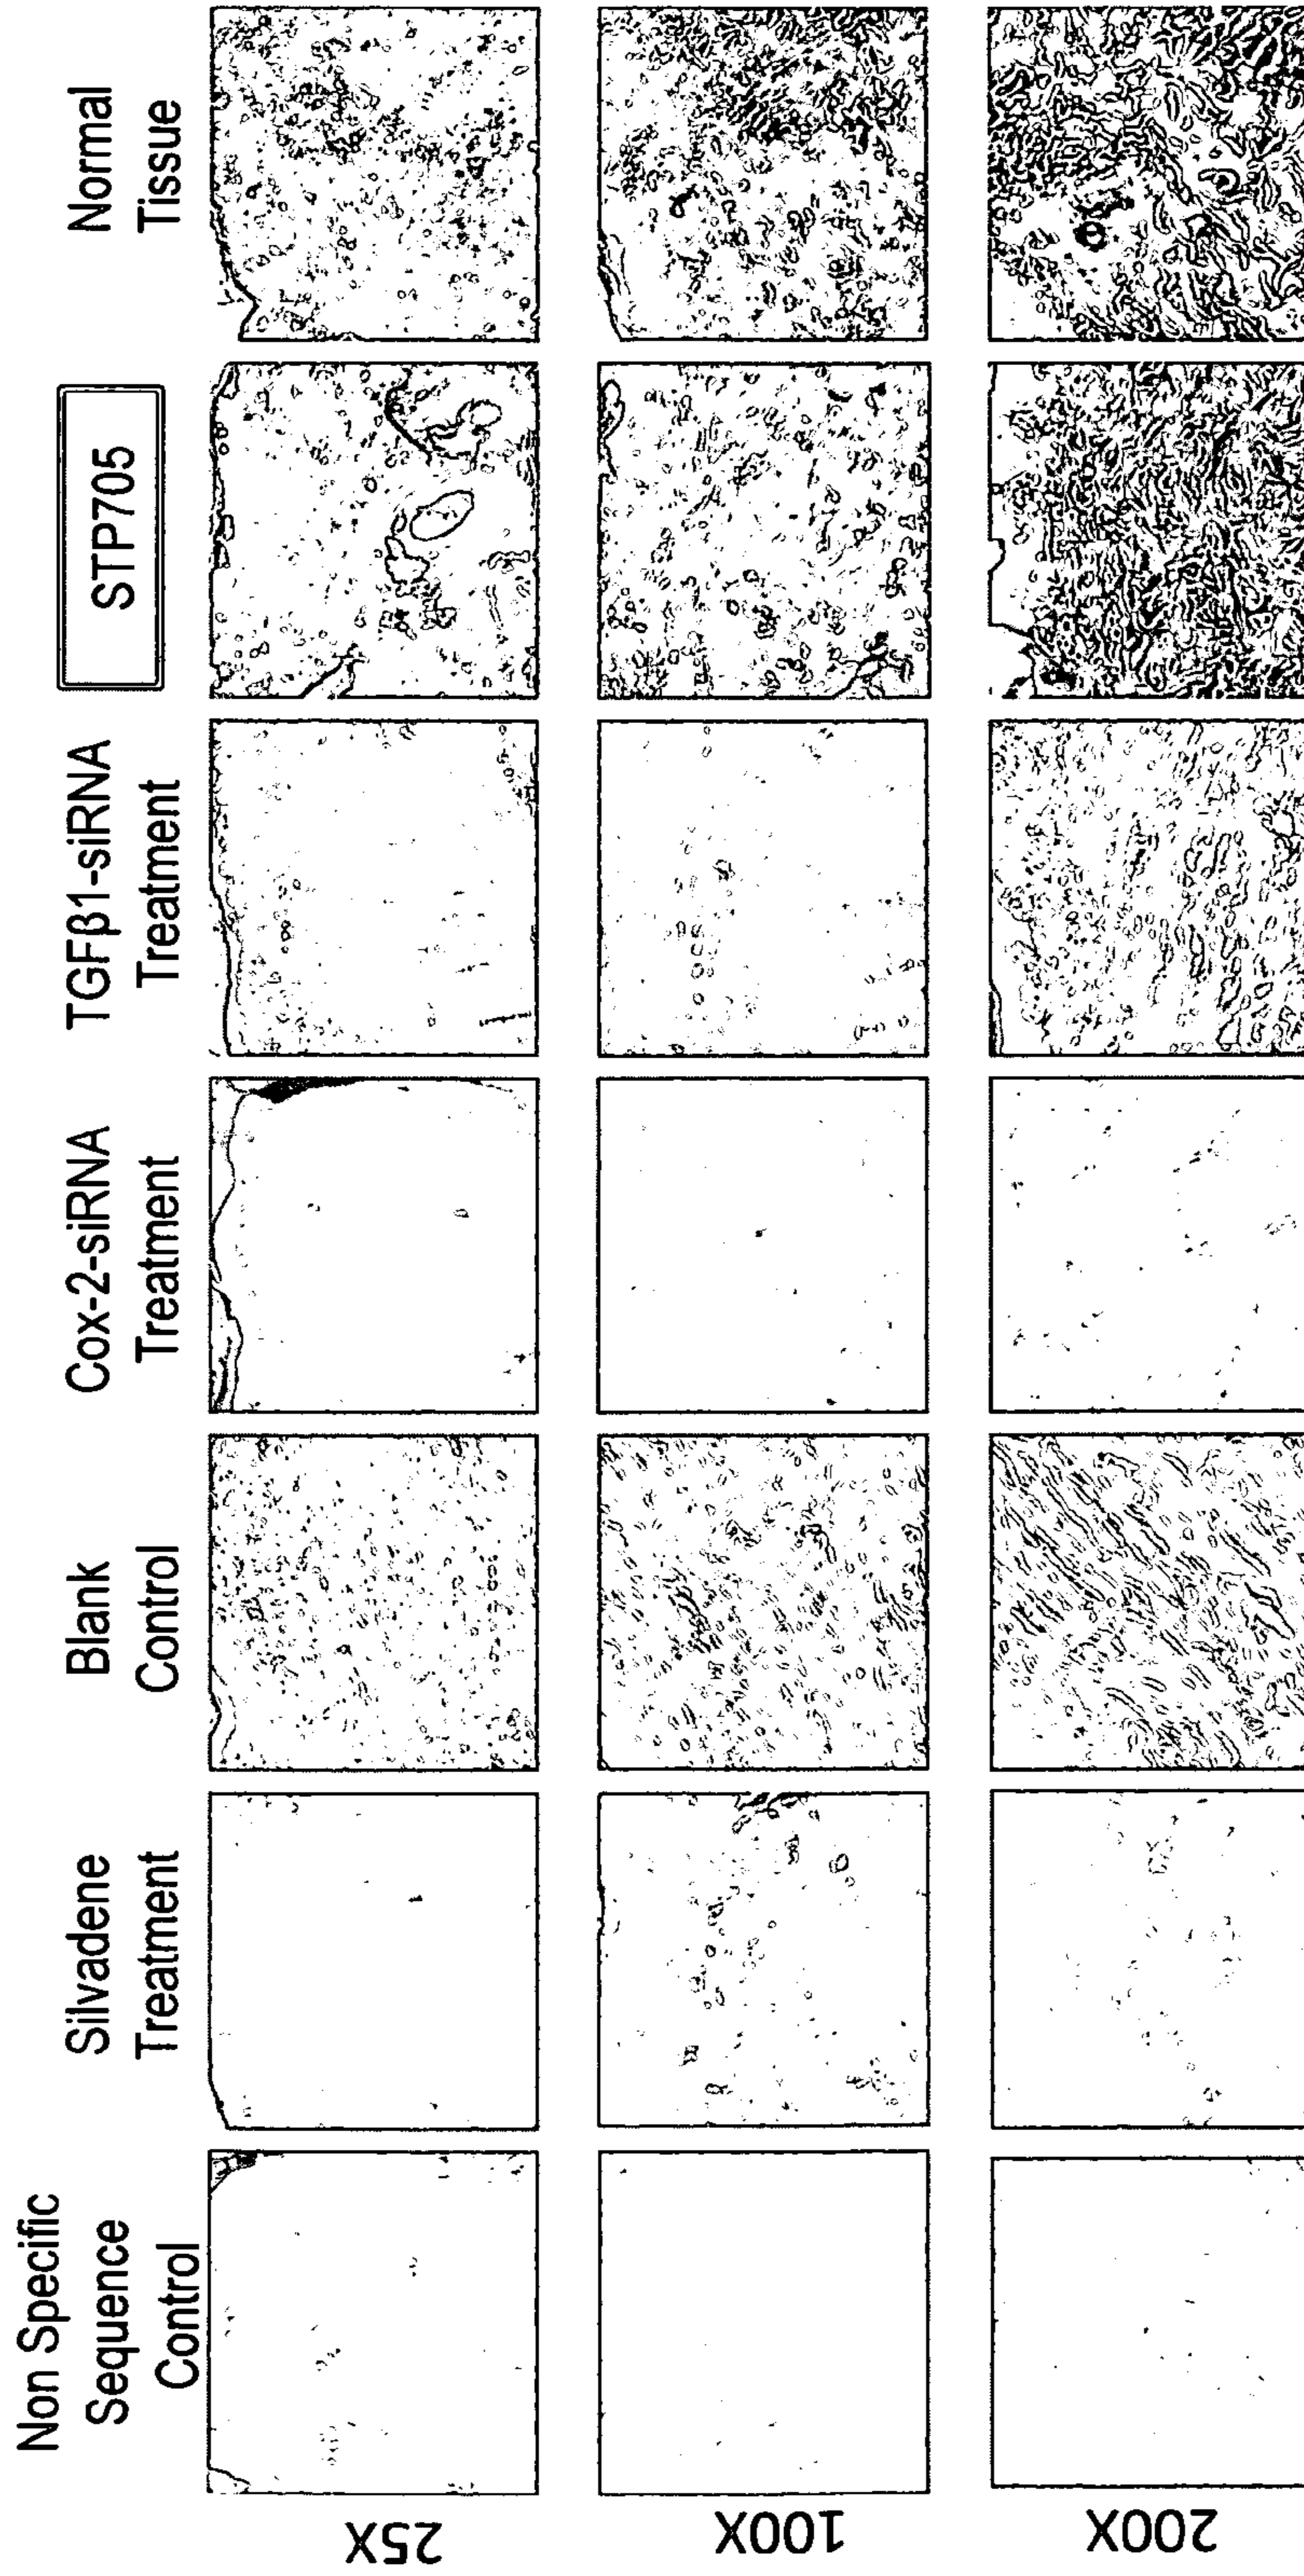 Non Specific
Sequence
Control
Silvadene
Treatment
Blank
Control
Cox-2-siRNA
Treatment
TGFβ1-siRNA
Treatment
STP705
Normal
Tissue
25X
100X
200X